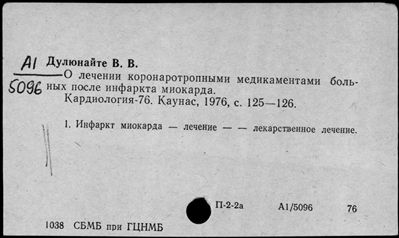 А1 Дулюнайте В. В.
5096 О лечении коронаротропными медикаментами боль-
ных после инфаркта миокарда.
Кардиология-76. Каунас, 1976, с. 125—126.
1. Инфаркт миокарда — лечение — — лекарственное лечение.
П-2-2а А1/5096 76
1038 СБМБ при ГЦНМБ